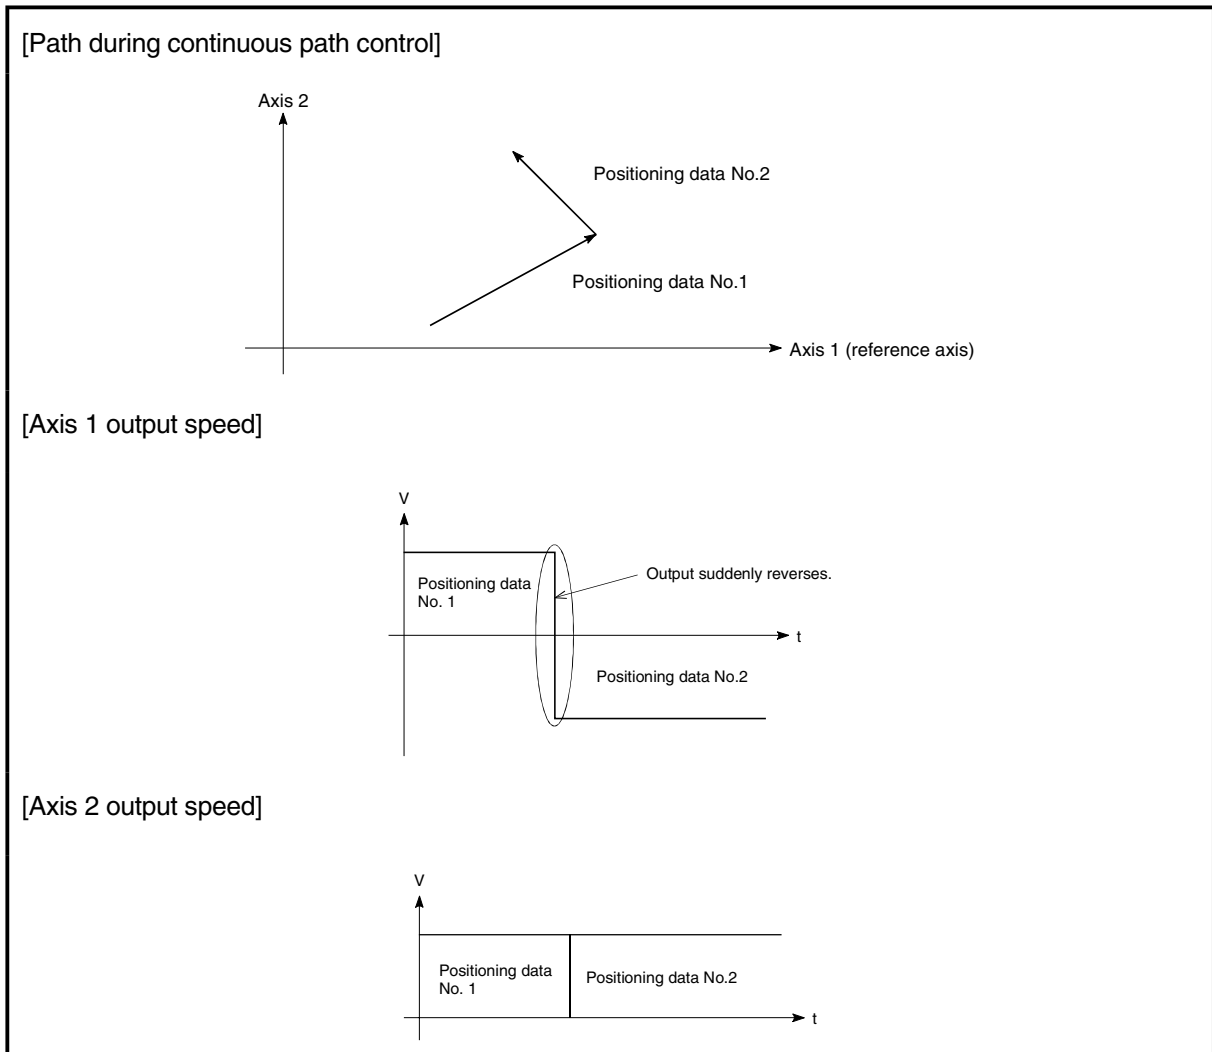 [Path during continuous path control]
Axis 2
Positioning data No.2
Positioning data No.1
Axis 1 (reference axis)
[Axis 1 output speed]
V
Output suddenly reverses.
Positioning data
No. 1
t
Positioning data No.2
[Axis 2 output speed]
V
Positioning data
No. 1
Positioning data No.2
t